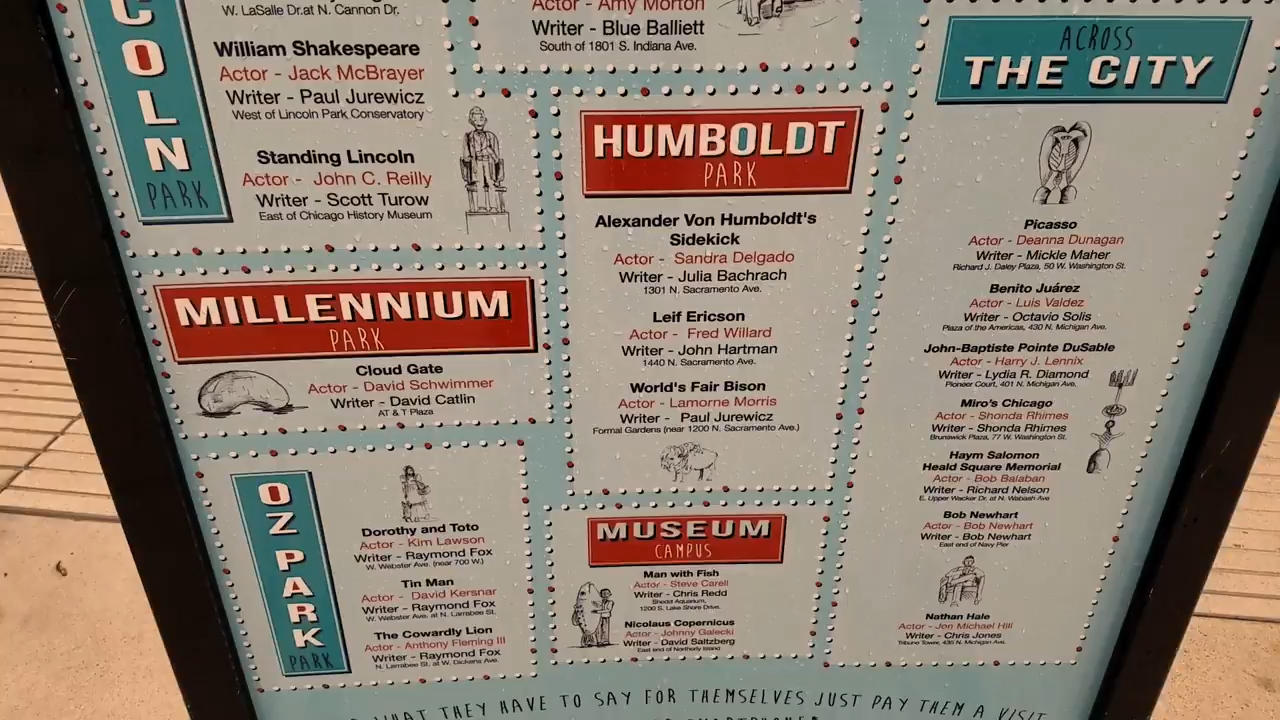 COLN
PARK
W. LaSalle Dr. at N. Cannon Dr.
William Shakespeare
Actor - Jack McBrayer
Writer - Paul Jurewicz
West of Lincoln Park Conservatory
Standing Lincoln
Actor - John C. Reilly
Writer - Scott Turow
East of Chicago History Museum
Actor - Amy Morton
Writer - Blue Balliett
South of 1801 S. Indiana Ave.
MILLENNIUM
PARK
Cloud Gate
Actor - David Schwimmer
Writer - David Catlin
AT & T Plaza
OZ PARK
PARK
Dorothy and Toto
Actor - Kim Lawson
Writer - Raymond Fox
W. Webster Ave. (near 700 W.)
Tin Man
Actor - David Kersnar
Writer - Raymond Fox
W. Webster Ave. at N. Larrabee St.
The Cowardly Lion
Actor - Anthony Fleming III
Writer - Raymond Fox
N. Larrabee St. at W. Dickens Ave.
HUMBOLDT
PARK
Alexander Von Humboldt's
Sidekick
Actor - Sandra Delgado
Writer - Julia Bachrach
1301 N. Sacramento Ave.
Leif Ericson
Actor - Fred Willard
Writer - John Hartman
1440 N. Sacramento Ave.
World's Fair Bison
Actor - Lamorne Morris
Writer - Paul Jurewicz
Formal Gardens (near 1200 N. Sacramento Ave.)
MUSEUM
CAMPUS
Man with Fish
Actor - Steve Carell
Writer - Chris Redd
Shedd Aquarium,
1200 S. Lake Shore Drive.
Nicolaus Copernicus
Actor - Johnny Galecki
Writer - David Saltzberg
East end of Northerly Island
ACROSS
THE CITY
Picasso
Actor - Deanna Dunagan
Writer - Mickle Maher
Richard J. Daley Plaza, 50 W. Washington St.
Benito Juárez
Actor - Luis Valdez
Writer - Octavio Solis
Plaza of the Americas, 430 N. Michigan Ave.
John-Baptiste Pointe DuSable
Actor - Harry J. Lennix
Writer - Lydia R. Diamond
Pioneer Court, 401 N. Michigan Ave.
Miro's Chicago
Actor - Shonda Rhimes
Writer - Shonda Rhimes
Brunswick Plaza, 77 W. Washington St.
Haym Salomon
Heald Square Memorial
Actor - Bob Balaban
Writer - Richard Nelson
E. Upper Wacker Dr. at N. Wabash Ave
Bob Newhart
Actor - Bob Newhart
Writer - Bob Newhart
East end of Navy Pier
Nathan Hale
Actor - Jon Michael Hill
Writer - Chris Jones
Tribune Tower, 435 N. Michigan Ave.
WHAT THEY HAVE TO SAY FOR THEMSELVES JUST PAY THEM A VISIT